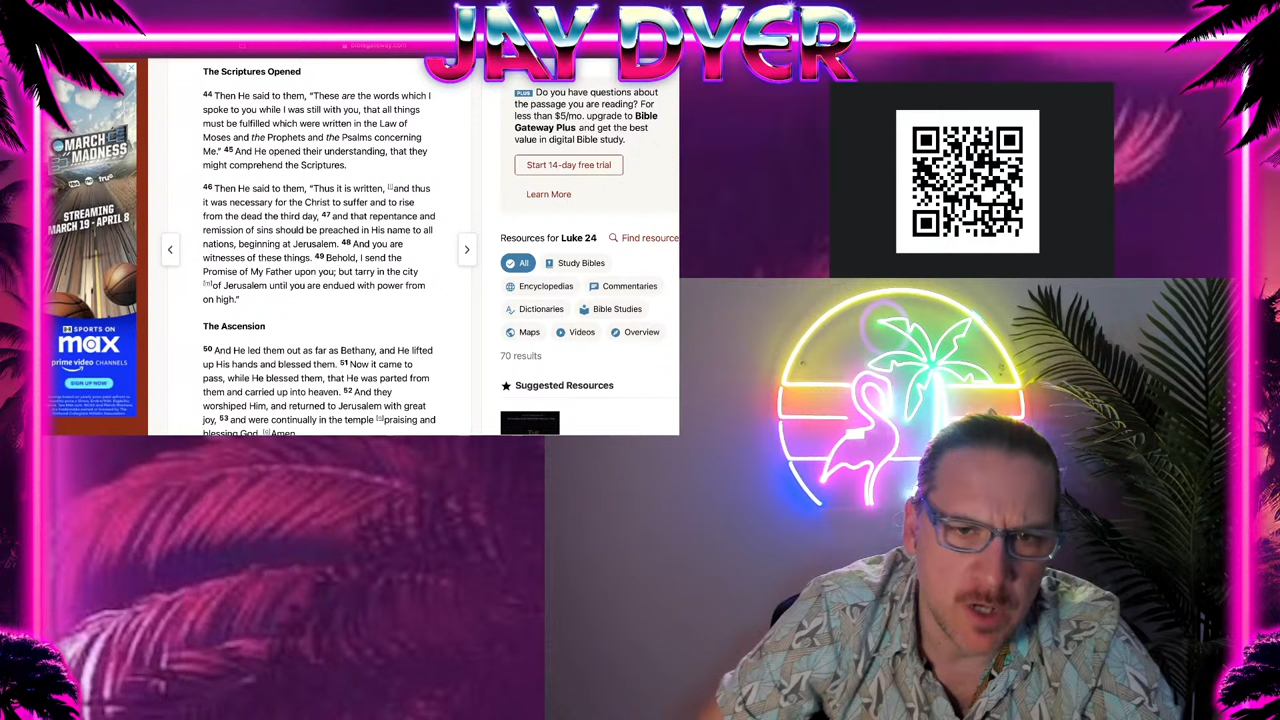 JAY DYER
biblegateway.com
The Scriptures Opened
44 Then He said to them, “These are the words which I
spoke to you while I was still with you, that all things
must be fulfilled which were written in the Law of
Moses and the Prophets and the Psalms concerning
Me.” 45 And He opened their understanding, that they
might comprehend the Scriptures.
46 Then He said to them, “Thus it is written, and thus
it was necessary for the Christ to suffer and to rise
from the dead the third day, 47 and that repentance and
remission of sins should be preached in His name to all
nations, beginning at Jerusalem. 48 And you are
witnesses of these things. 49 Behold, I send the
Promise of My Father upon you; but tarry in the city
[m]of Jerusalem until you are endued with power from
on high.”
The Ascension
50 And He led them out as far as Bethany, and He lifted
up His hands and blessed them. 51 Now it came to
pass, while He blessed them, that He was parted from
them and carried up into heaven. 52 And they
worshiped Him, and returned to Jerusalem with great
joy, 53 and were continually in the temple praising and
blessing God. Amen.
PLUS Do you have questions about
the passage you are reading? For
less than $5/mo. upgrade to Bible
Gateway Plus and get the best
value in digital Bible study.
Start 14-day free trial
Learn More
Resources for Luke 24
Find resource
All
Study Bibles
Encyclopedias
Commentaries
Dictionaries
Bible Studies
Maps
Videos
Overview
70 results
Suggested Resources
MARCH
MADNESS
tnt
tbs
tru
STREAMING
MARCH 19 - APRIL 8
SPORTS ON
max
prime video CHANNELS
SIGN UP NOW